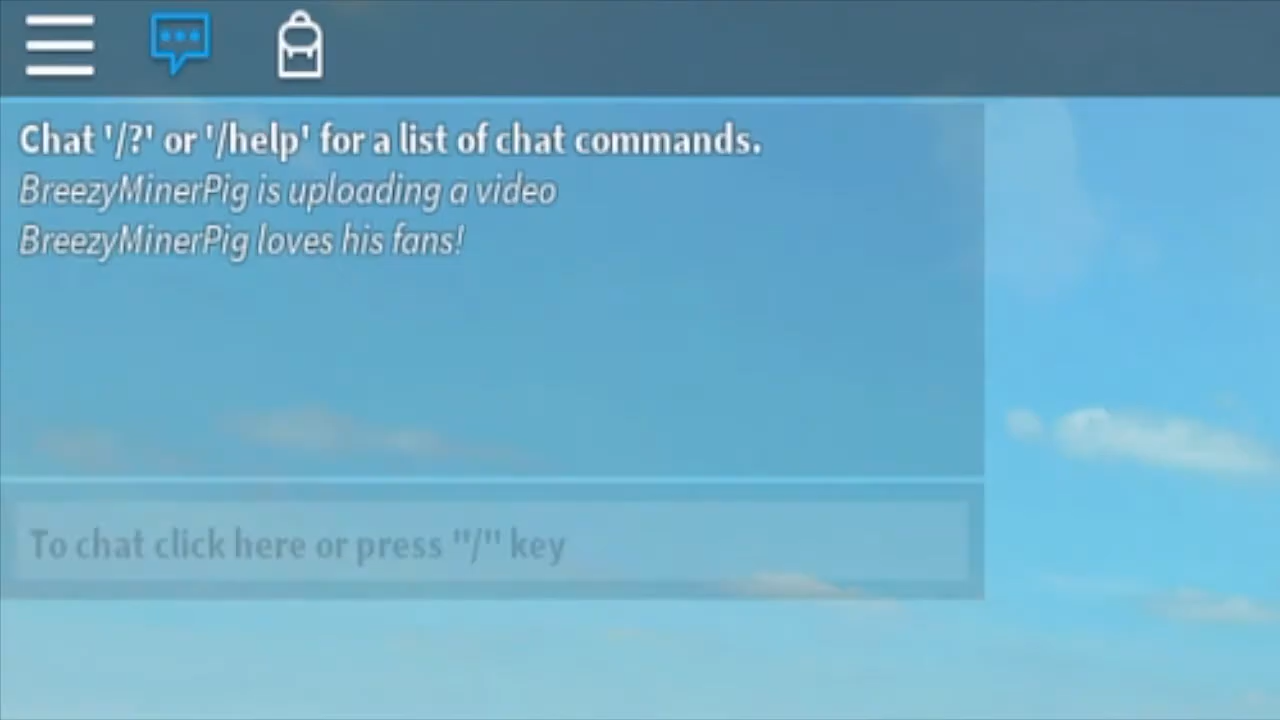 Chat '/?' or '/help' for a list of chat commands.
BreezyMinerPig is uploading a video
BreezyMinerPig loves his fans!
To chat click here or press "/" key